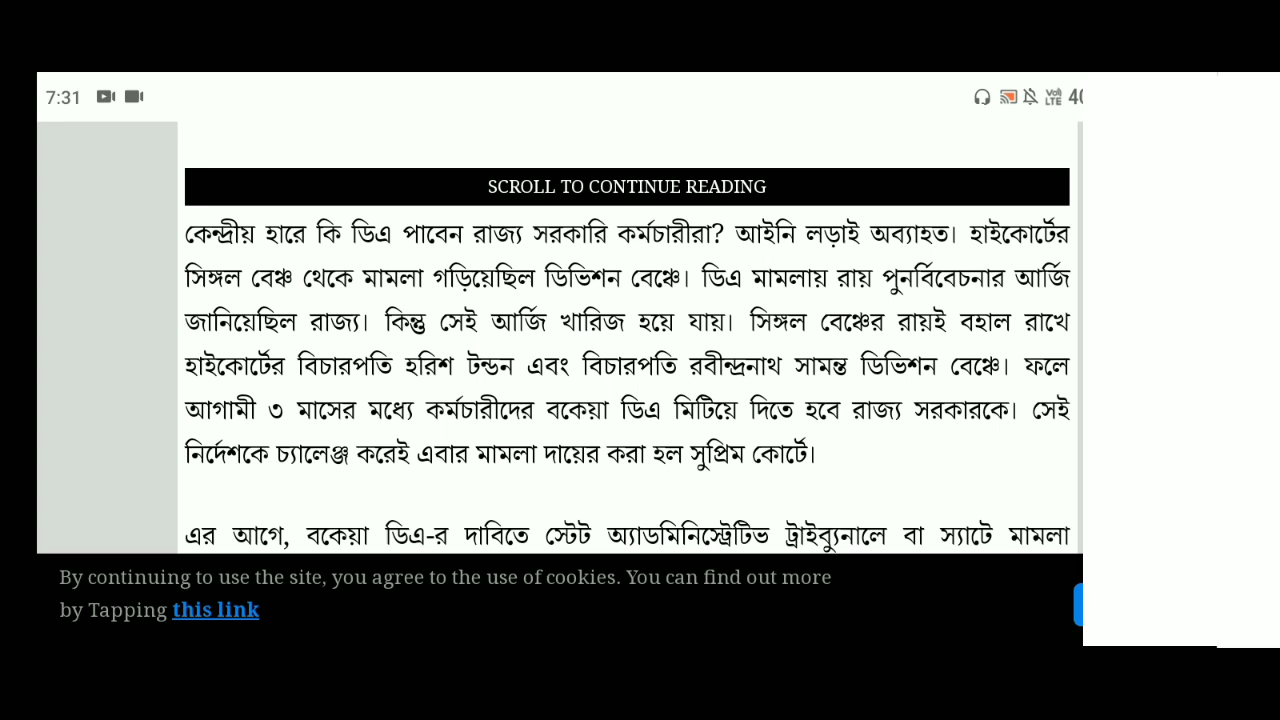 7:31
Vo) LTE 40
SCROLL TO CONTINUE READING
কেন্দ্রীয় হারে কি ডিএ পাবেন রাজ্য সরকারি কর্মচারীরা? আইনি লড়াই অব্যাহত। হাইকোর্টের
সিঙ্গল বেঞ্চ থেকে মামলা গড়িয়েছিল ডিভিশন বেঞ্চে। ডিএ মামলায় রায় পুনর্বিবেচনার আর্জি
জানিয়েছিল রাজ্য। কিন্তু সেই আর্জি খারিজ হয়ে যায়। সিঙ্গল বেঞ্চের রায়ই বহাল রাখে
হাইকোর্টের বিচারপতি হরিশ টন্ডন এবং বিচারপতি রবীন্দ্রনাথ সামন্ত ডিভিশন বেঞ্চে। ফলে
আগামী ৩ মাসের মধ্যে কর্মচারীদের বকেয়া ডিএ মিটিয়ে দিতে হবে রাজ্য সরকারকে। সেই
নির্দেশকে চ্যালেঞ্জ করেই এবার মামলা দায়ের করা হল সুপ্রিম কোর্টে।
এর আগে, বকেয়া ডিএ-র দাবিতে স্টেট অ্যাডমিনিস্ট্রেটিভ ট্রাইব্যুনালে বা স্যাটে মামলা
By continuing to use the site, you agree to the use of cookies. You can find out more
by Tapping this link